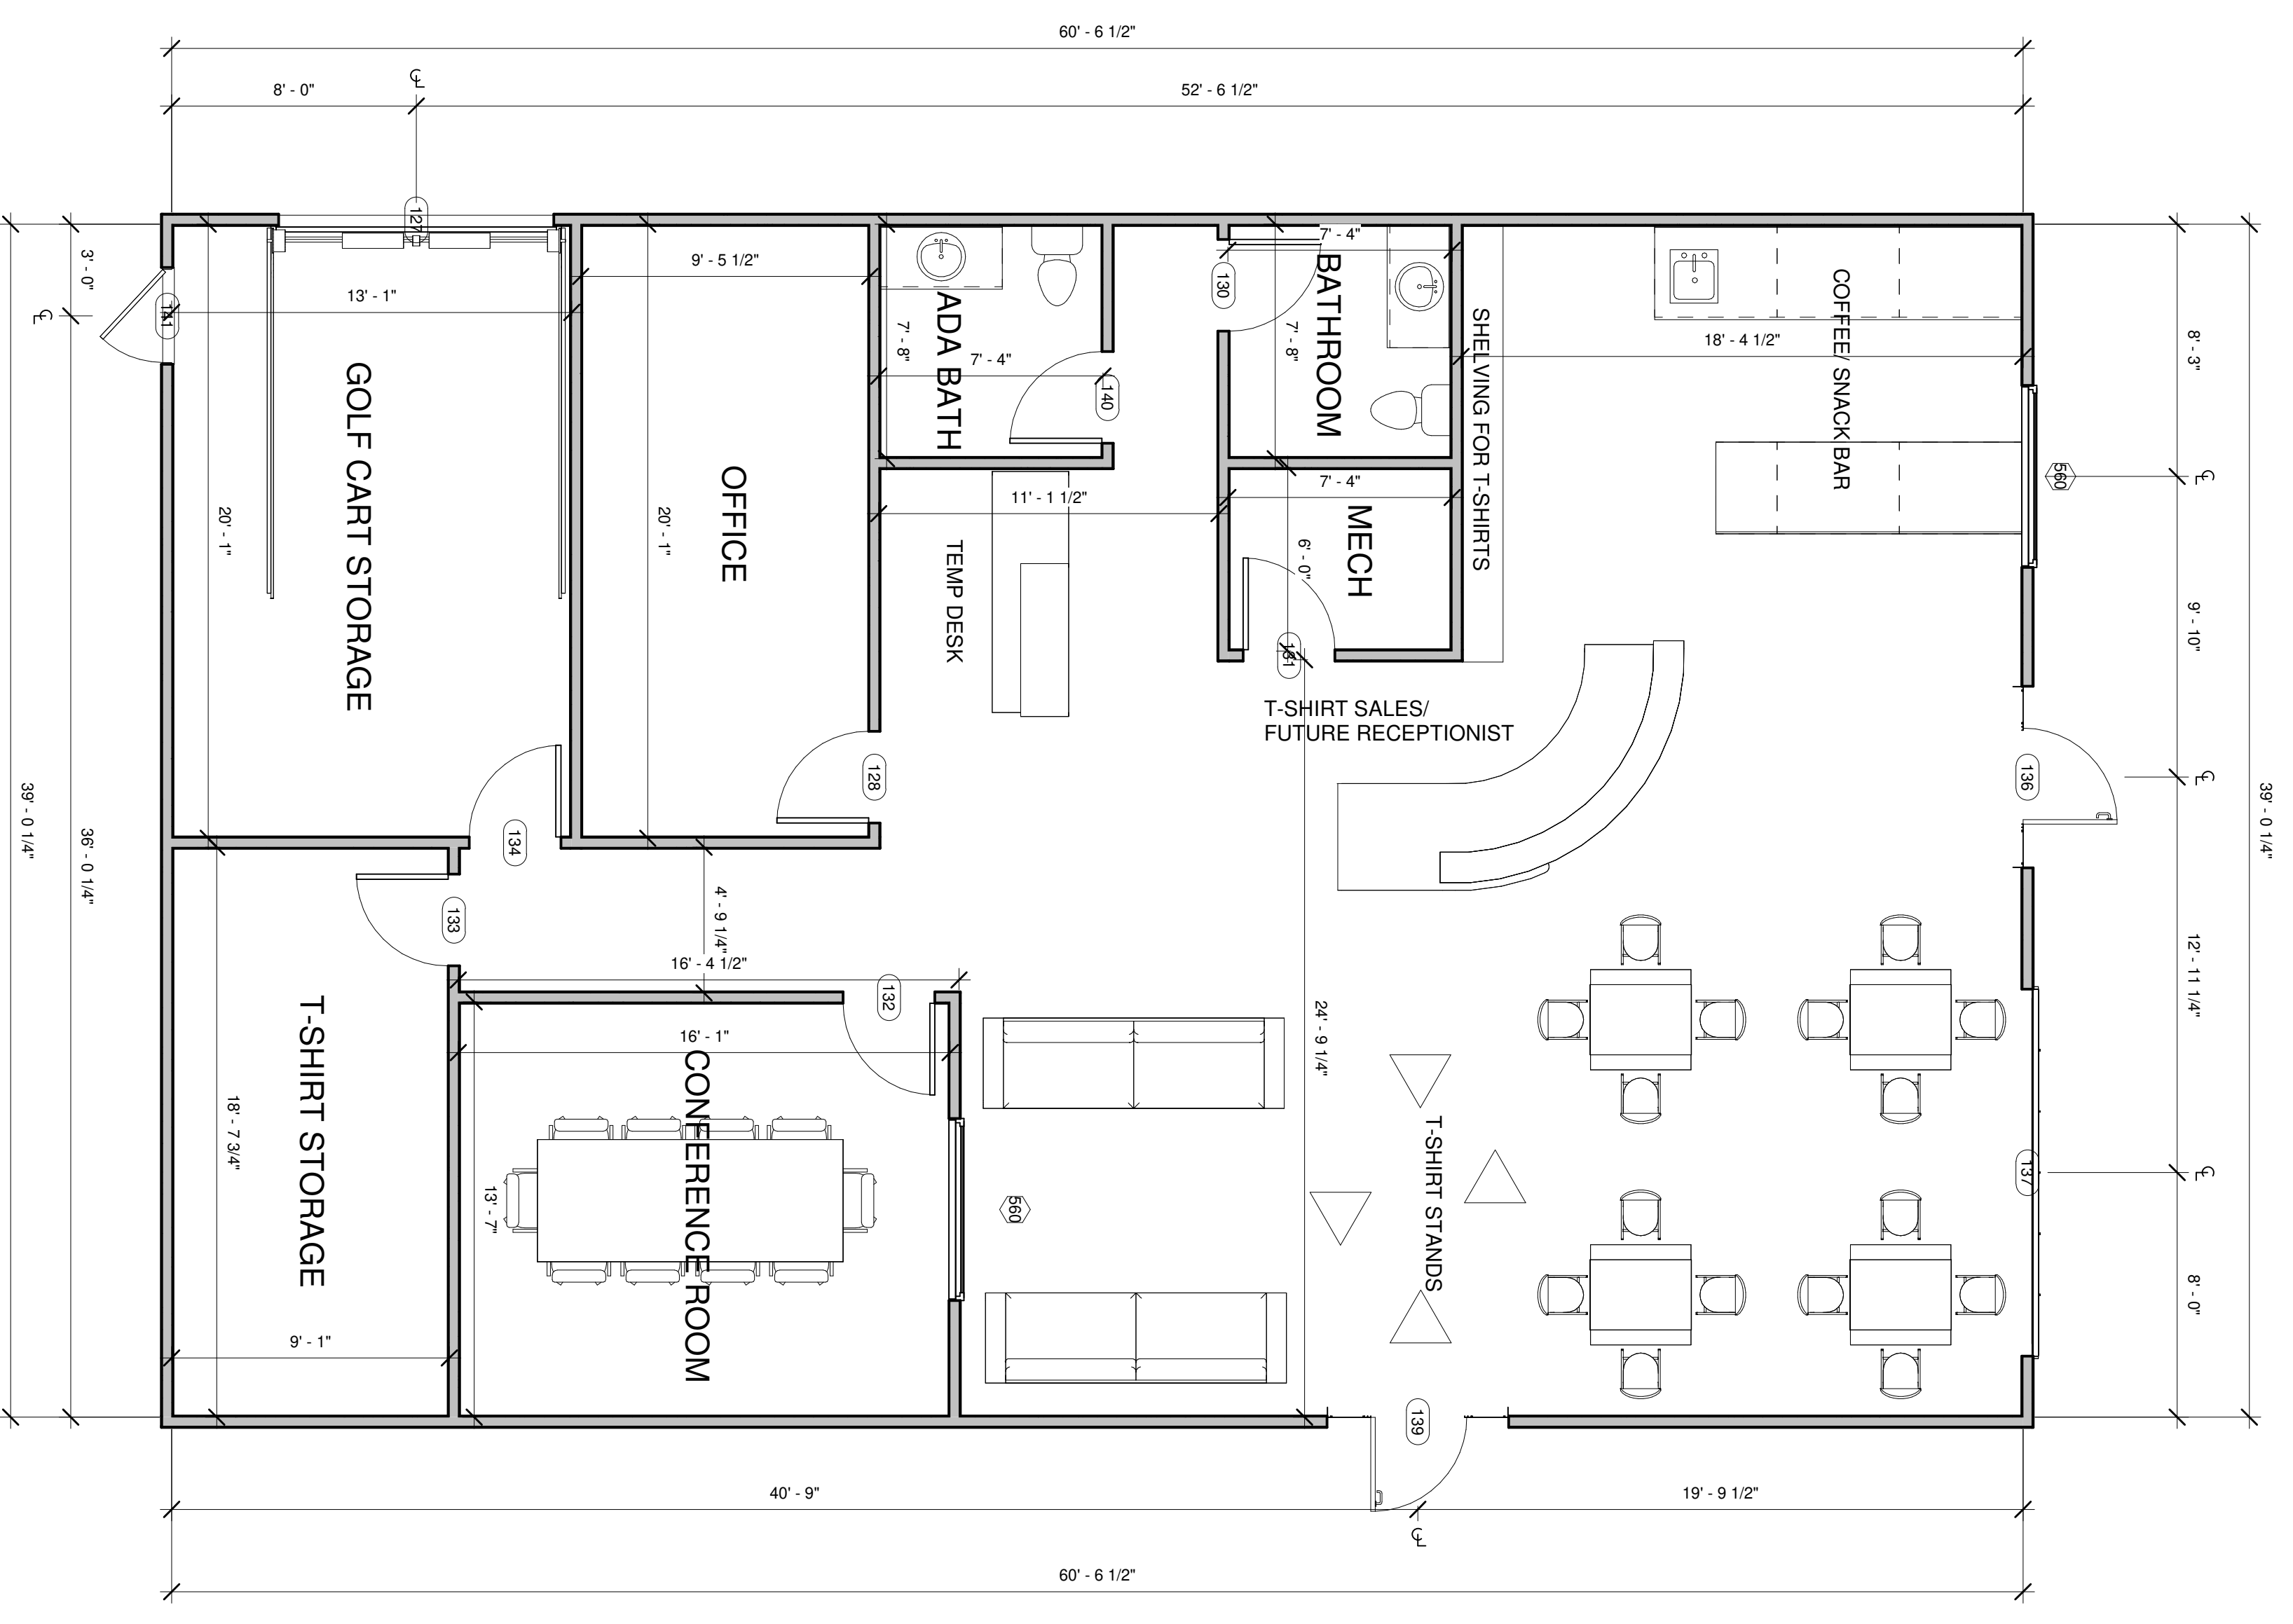 60' - 6 1/2"
8' - 0"
52' - 6 1/2"
127
3' - 0"
141
13' - 1"
GOLF CART STORAGE
20' - 1"
9' - 5 1/2"
OFFICE
20' - 1"
ADA BATH
7' - 8"
7' - 4"
140
130
7' - 4"
BATHROOM
7' - 8"
SHELVING FOR T-SHIRTS
18' - 4 1/2"
COFFEE/ SNACK BAR
8' - 3"
560
11' - 1 1/2"
7' - 4"
MECH
6' - 0"
TEMP DESK
9' - 10"
T-SHIRT SALES/
FUTURE RECEPTIONIST
128
136
134
39' - 0 1/4"
36' - 0 1/4"
39' - 0 1/4"
133
4' - 9 1/4"
16' - 4 1/2"
132
12' - 11 1/4"
T-SHIRT STORAGE
18' - 7 3/4"
9' - 1"
16' - 1"
CONFERENCE ROOM
13' - 7"
24' - 9 1/4"
560
T-SHIRT STANDS
137
8' - 0"
139
40' - 9"
19' - 9 1/2"
60' - 6 1/2"